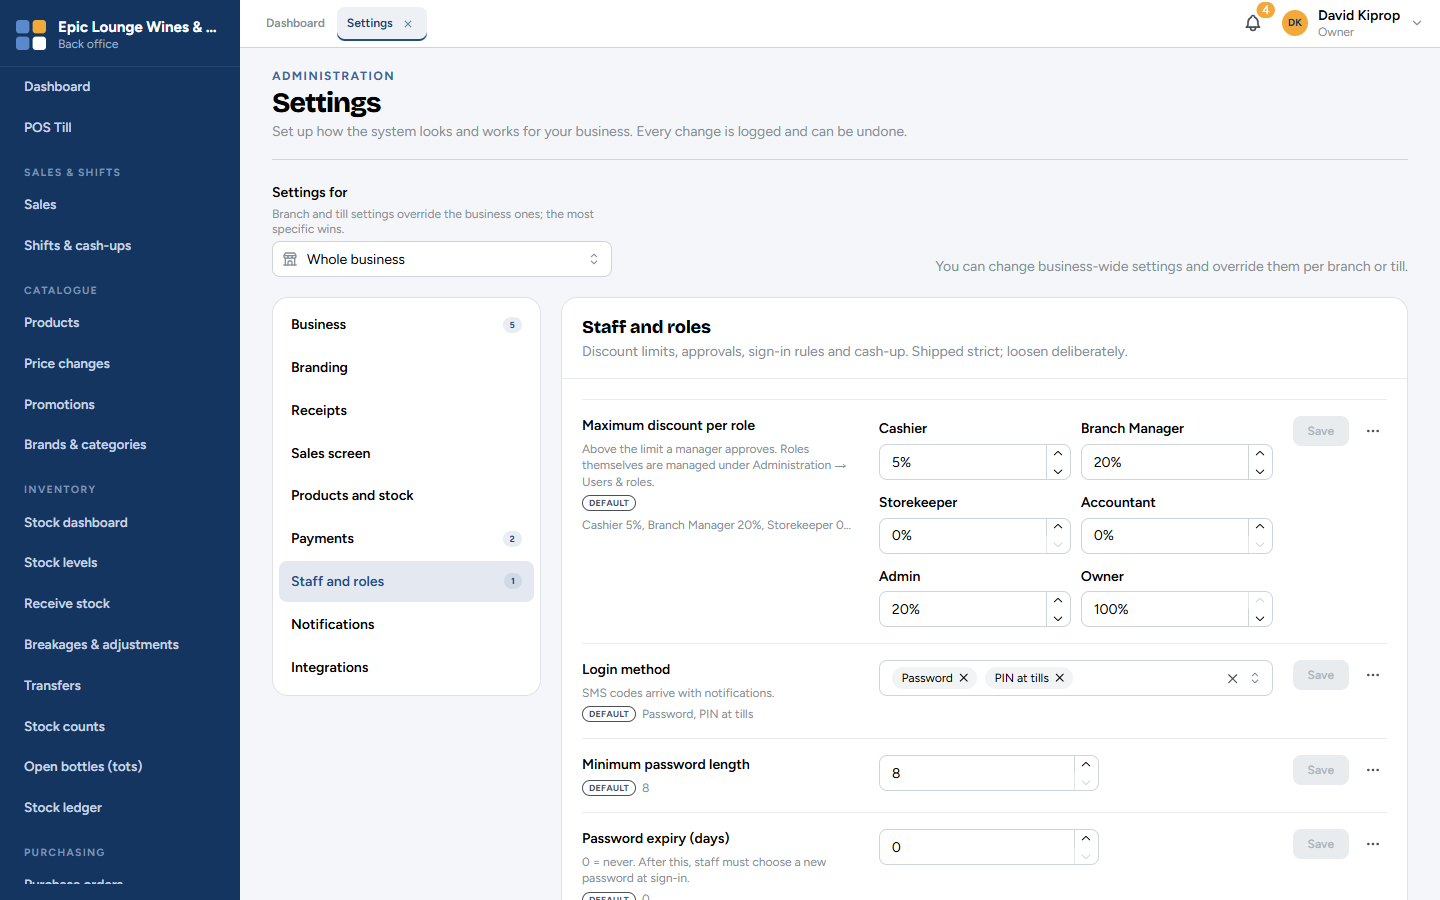 Epic Lounge Wines & ...
Back office
Dashboard
POS Till
SALES & SHIFTS
Sales
Shifts & cash-ups
CATALOGUE
Products
Price changes
Promotions
Brands & categories
INVENTORY
Stock dashboard
Stock levels
Receive stock
Breakages & adjustments
Transfers
Stock counts
Open bottles (tots)
Stock ledger
PURCHASING
Purchase orders
Dashboard
Settings
4
DK
David Kiprop
Owner
ADMINISTRATION
Settings
Set up how the system looks and works for your business. Every change is logged and can be undone.
Settings for
Branch and till settings override the business ones; the most
specific wins.
Whole business
You can change business-wide settings and override them per branch or till.
Business 5
Branding
Receipts
Sales screen
Products and stock
Payments 2
Staff and roles 1
Notifications
Integrations
Staff and roles
Discount limits, approvals, sign-in rules and cash-up. Shipped strict; loosen deliberately.
Maximum discount per role
Above the limit a manager approves. Roles
themselves are managed under Administration →
Users & roles.
DEFAULT
Cashier 5%, Branch Manager 20%, Storekeeper 0...
Cashier
5%
Branch Manager
20%
Storekeeper
0%
Accountant
0%
Admin
20%
Owner
100%
Save
Login method
SMS codes arrive with notifications.
DEFAULT Password, PIN at tills
Password PIN at tills
Save
Minimum password length
DEFAULT 8
8
Save
Password expiry (days)
0 = never. After this, staff must choose a new
password at sign-in.
DEFAULT 0
0
Save